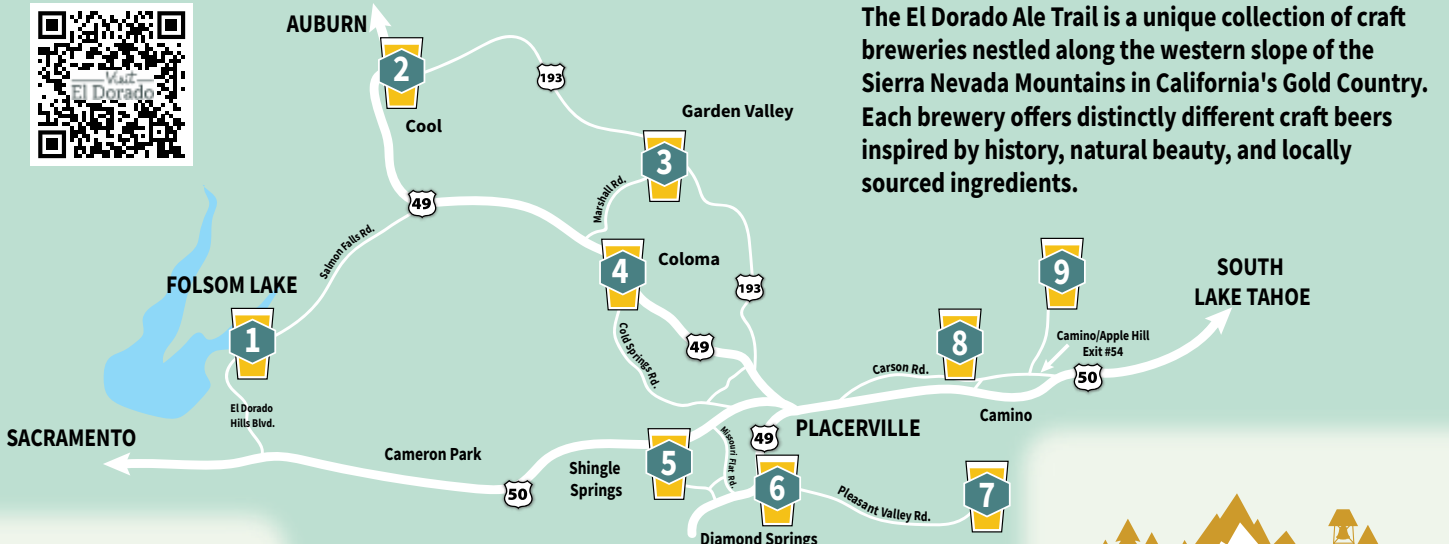 Visit
El Dorado
AUBURN
2
Cool
193
Garden Valley
3
The El Dorado Ale Trail is a unique collection of craft
breweries nestled along the western slope of the
Sierra Nevada Mountains in California's Gold Country.
Each brewery offers distinctly different craft beers
inspired by history, natural beauty, and locally
sourced ingredients.
49
Marshall Rd.
Salmon Falls Rd.
4
Coloma
193
9
SOUTH
LAKE TAHOE
FOLSOM LAKE
1
Cold Springs Rd.
49
8
Camino/Apple Hill
Exit #54
Carson Rd.
50
El Dorado
Hills Blvd.
Camino
SACRAMENTO
PLACERVILLE
49
Missouri Flat Rd.
Cameron Park
5
Shingle
Springs
50
6
Pleasant Valley Rd.
7
Diamond Springs